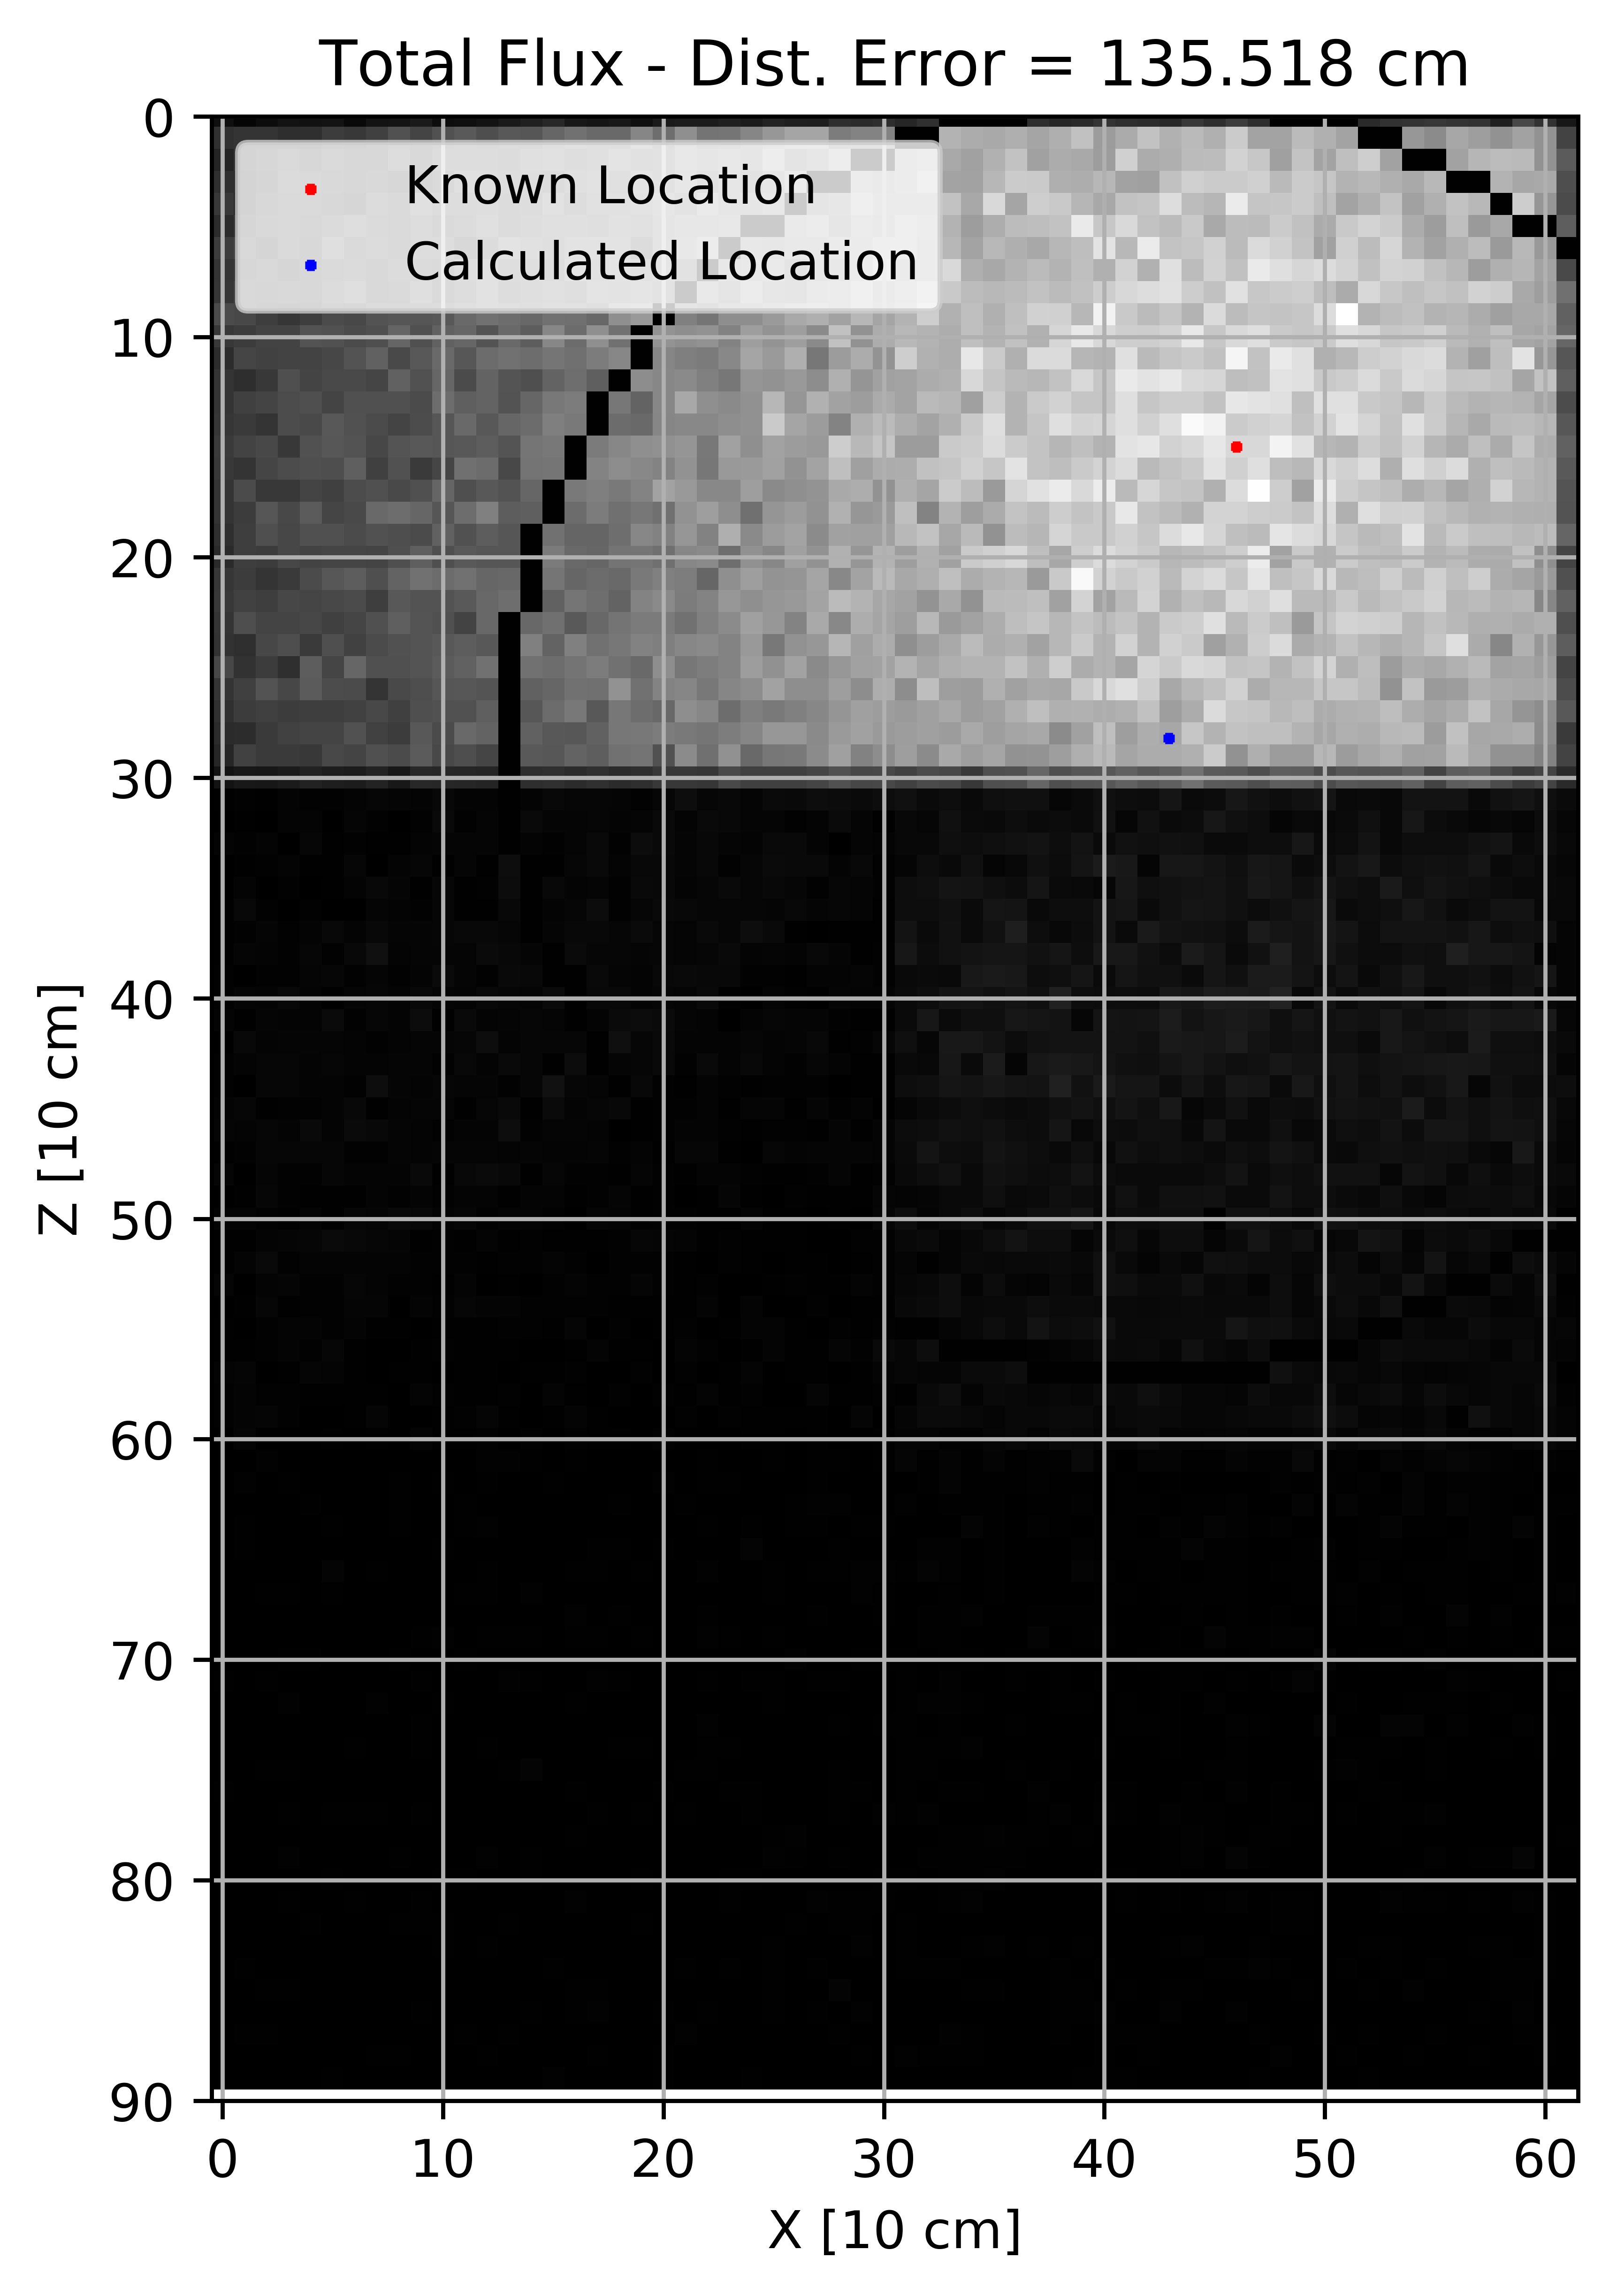 Total Flux - Dist. Error = 135.518 cm
Known Location
Calculated Location
0
10
20
30
40
50
60
70
80
90
Z [10 cm]
0 10 20 30 40 50 60
X [10 cm]